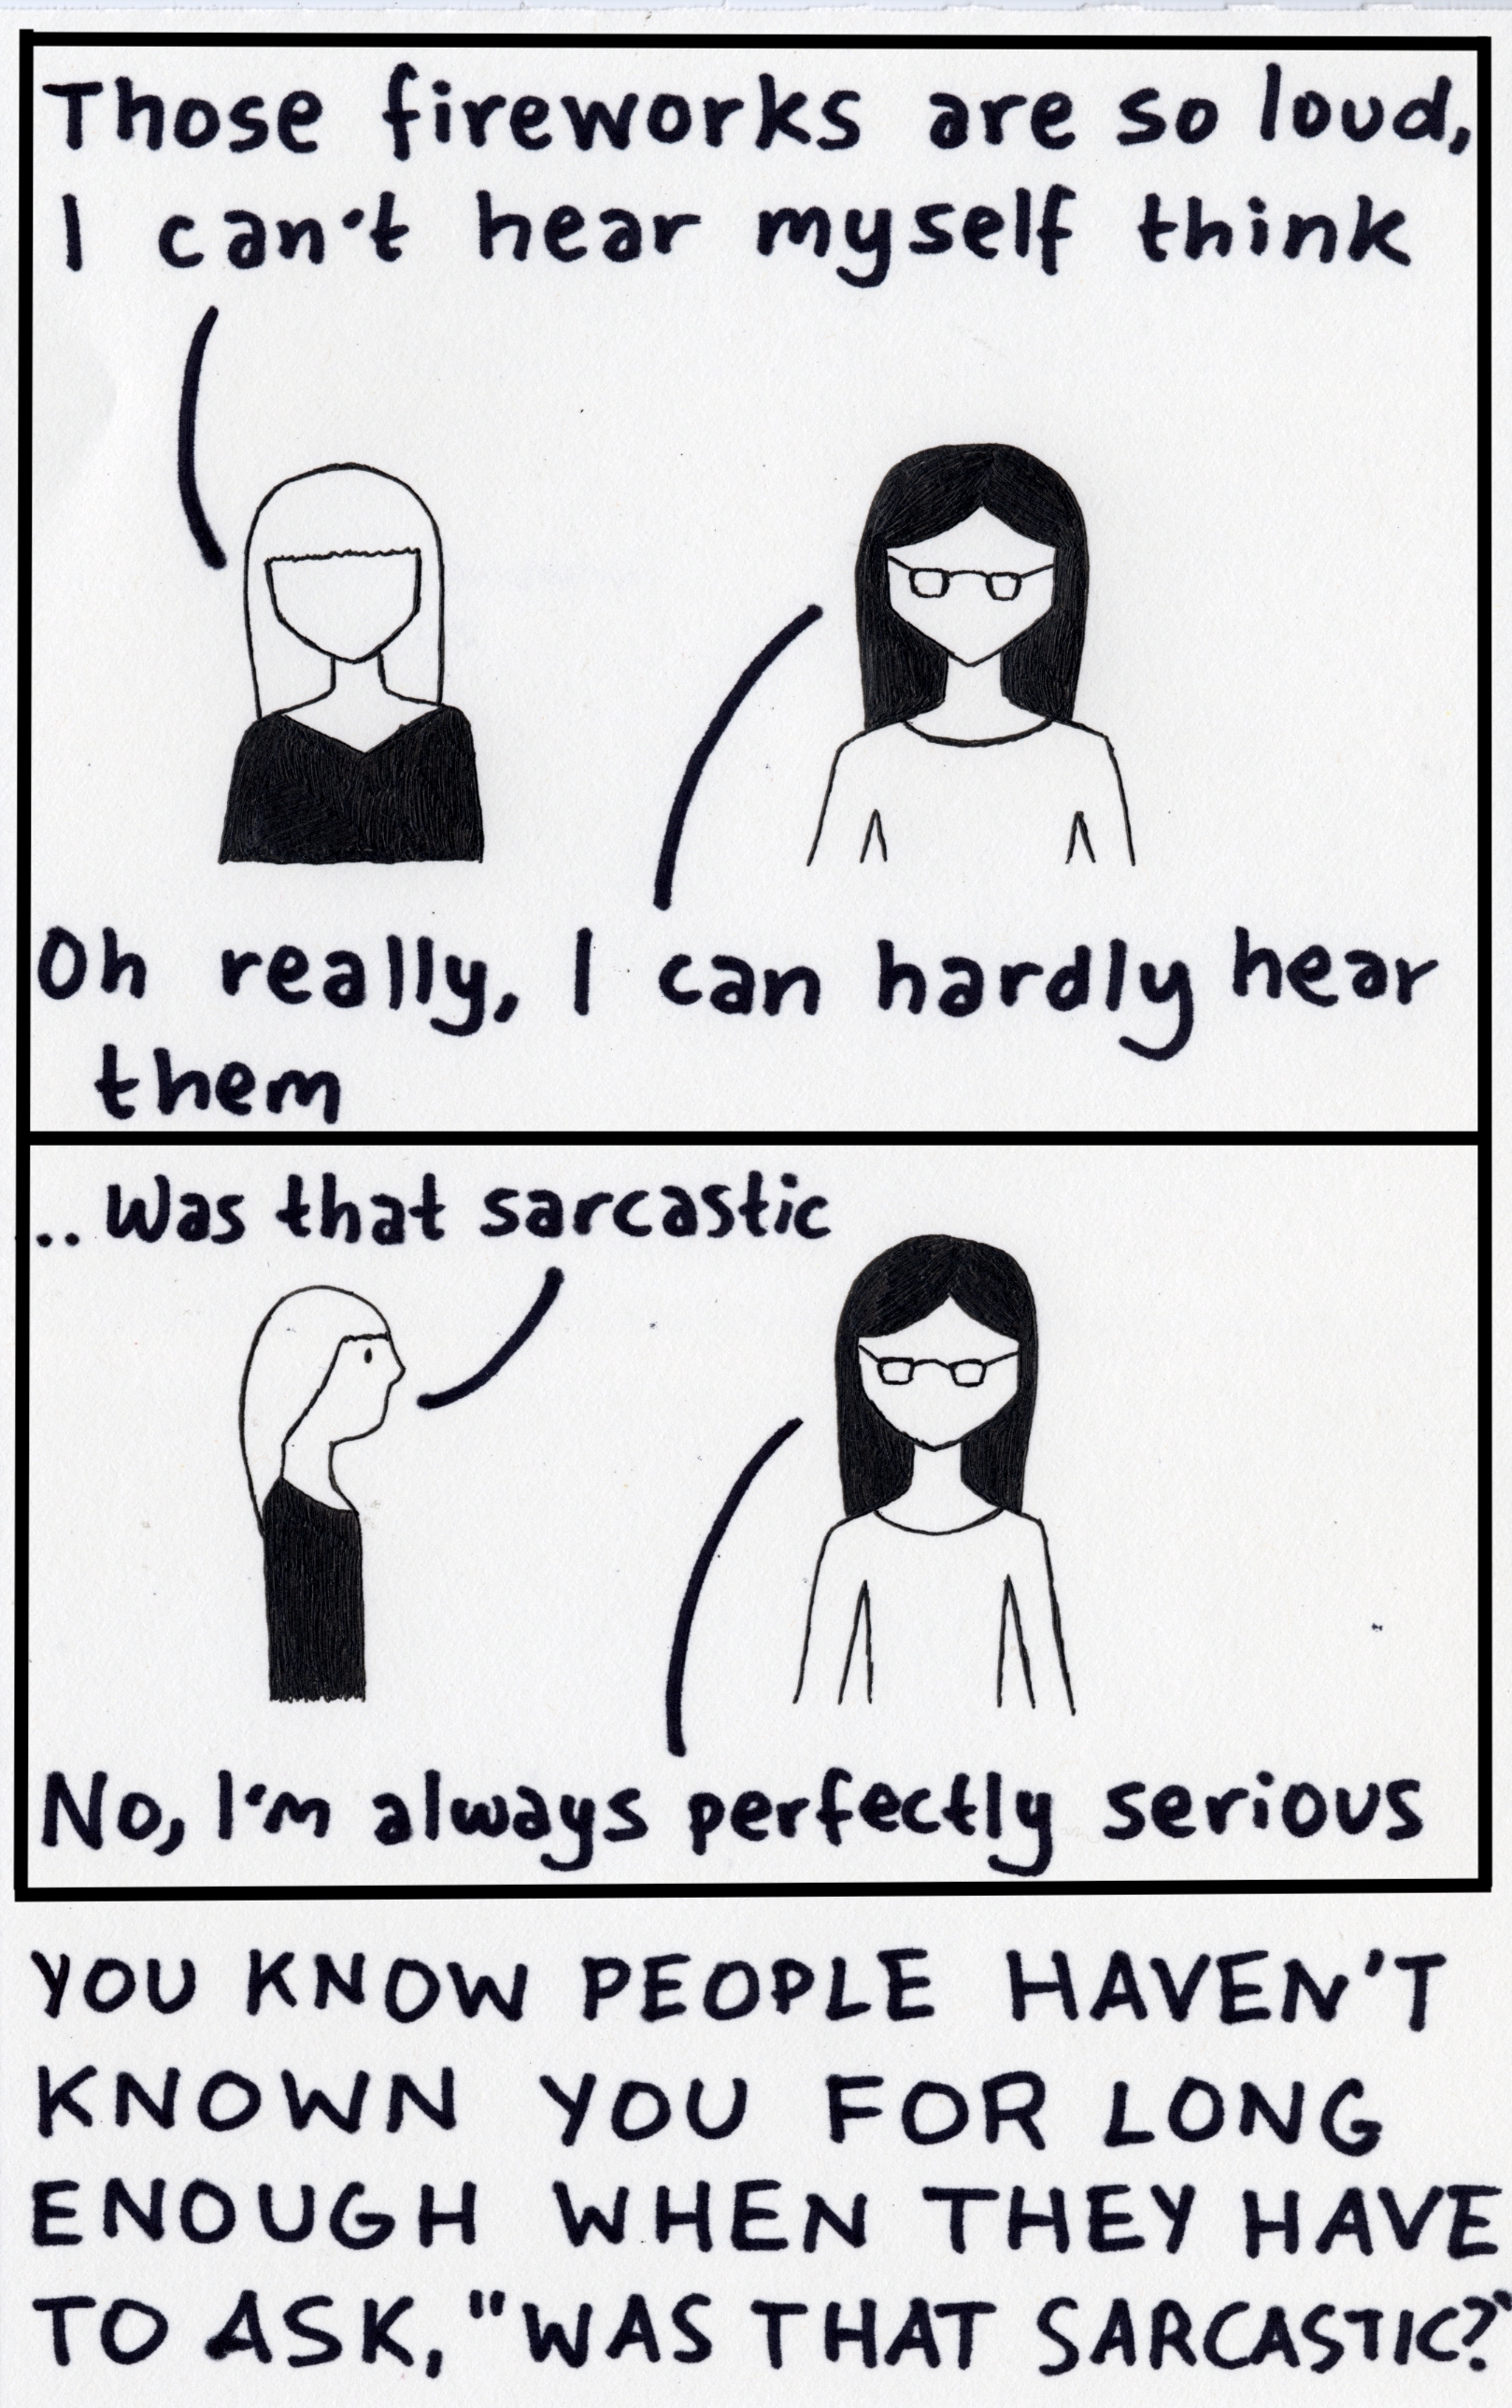 Those fireworks are so loud,
I can't hear myself think
Oh really, I can hardly hear
them
..Was that sarcastic
No, I'm always perfectly serious
YOU KNOW PEOPLE HAVEN'T
KNOWN YOU FOR LONG
ENOUGH WHEN THEY HAVE
TO ASK, "WAS THAT SARCASTIC?"